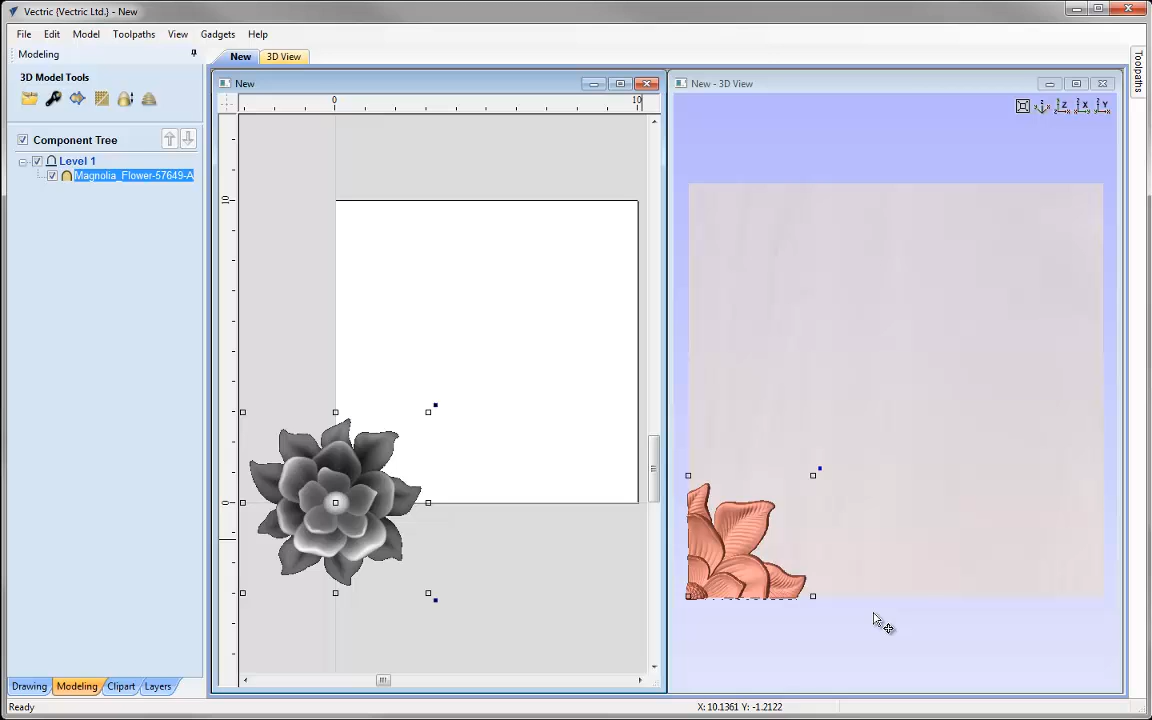 Vectric {Vectric Ltd.} - New
File Edit Model Toolpaths View Gadgets Help
Modeling
New 3D View
3D Model Tools
Component Tree
Level 1
Magnolia_Flower-57649-A
New
0 10
10
0
New - 3D View
Z X Y
Toolpaths
Drawing Modeling Clipart Layers
Ready
X: 10.1361 Y: -1.2122